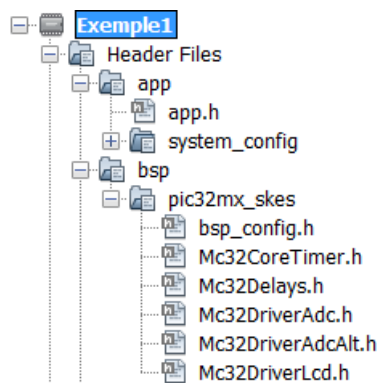 Exemple1
Header Files
app
app.h
system_config
bsp
pic32mx_skes
bsp_config.h
Mc32CoreTimer.h
Mc32Delays.h
Mc32DriverAdc.h
Mc32DriverAdcAlt.h
Mc32DriverLcd.h